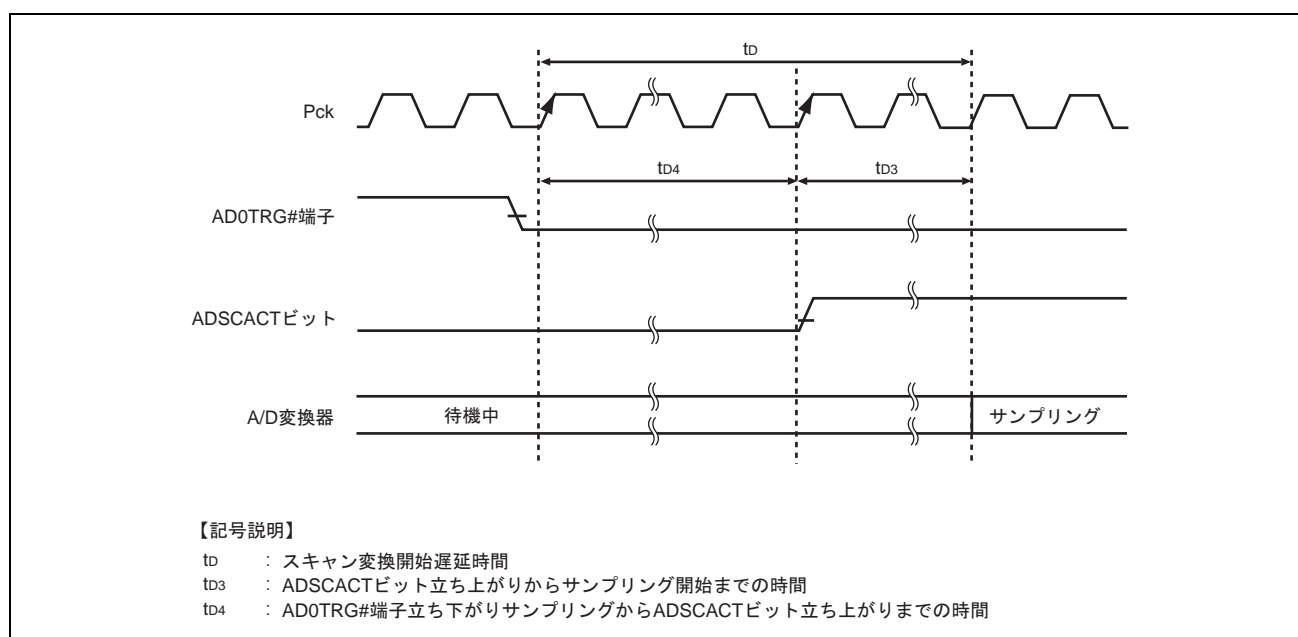 tD
Pck
tD4
tD3
AD0TRG#端子
ADSCACTビット
A/D変換器
待機中
サンプリング
【記号説明】
tD : スキャン変換開始遅延時間
tD3 : ADSCACTビット立ち上がりからサンプリング開始までの時間
tD4 : AD0TRG#端子立ち下がりサンプリングからADSCACTビット立ち上がりまでの時間